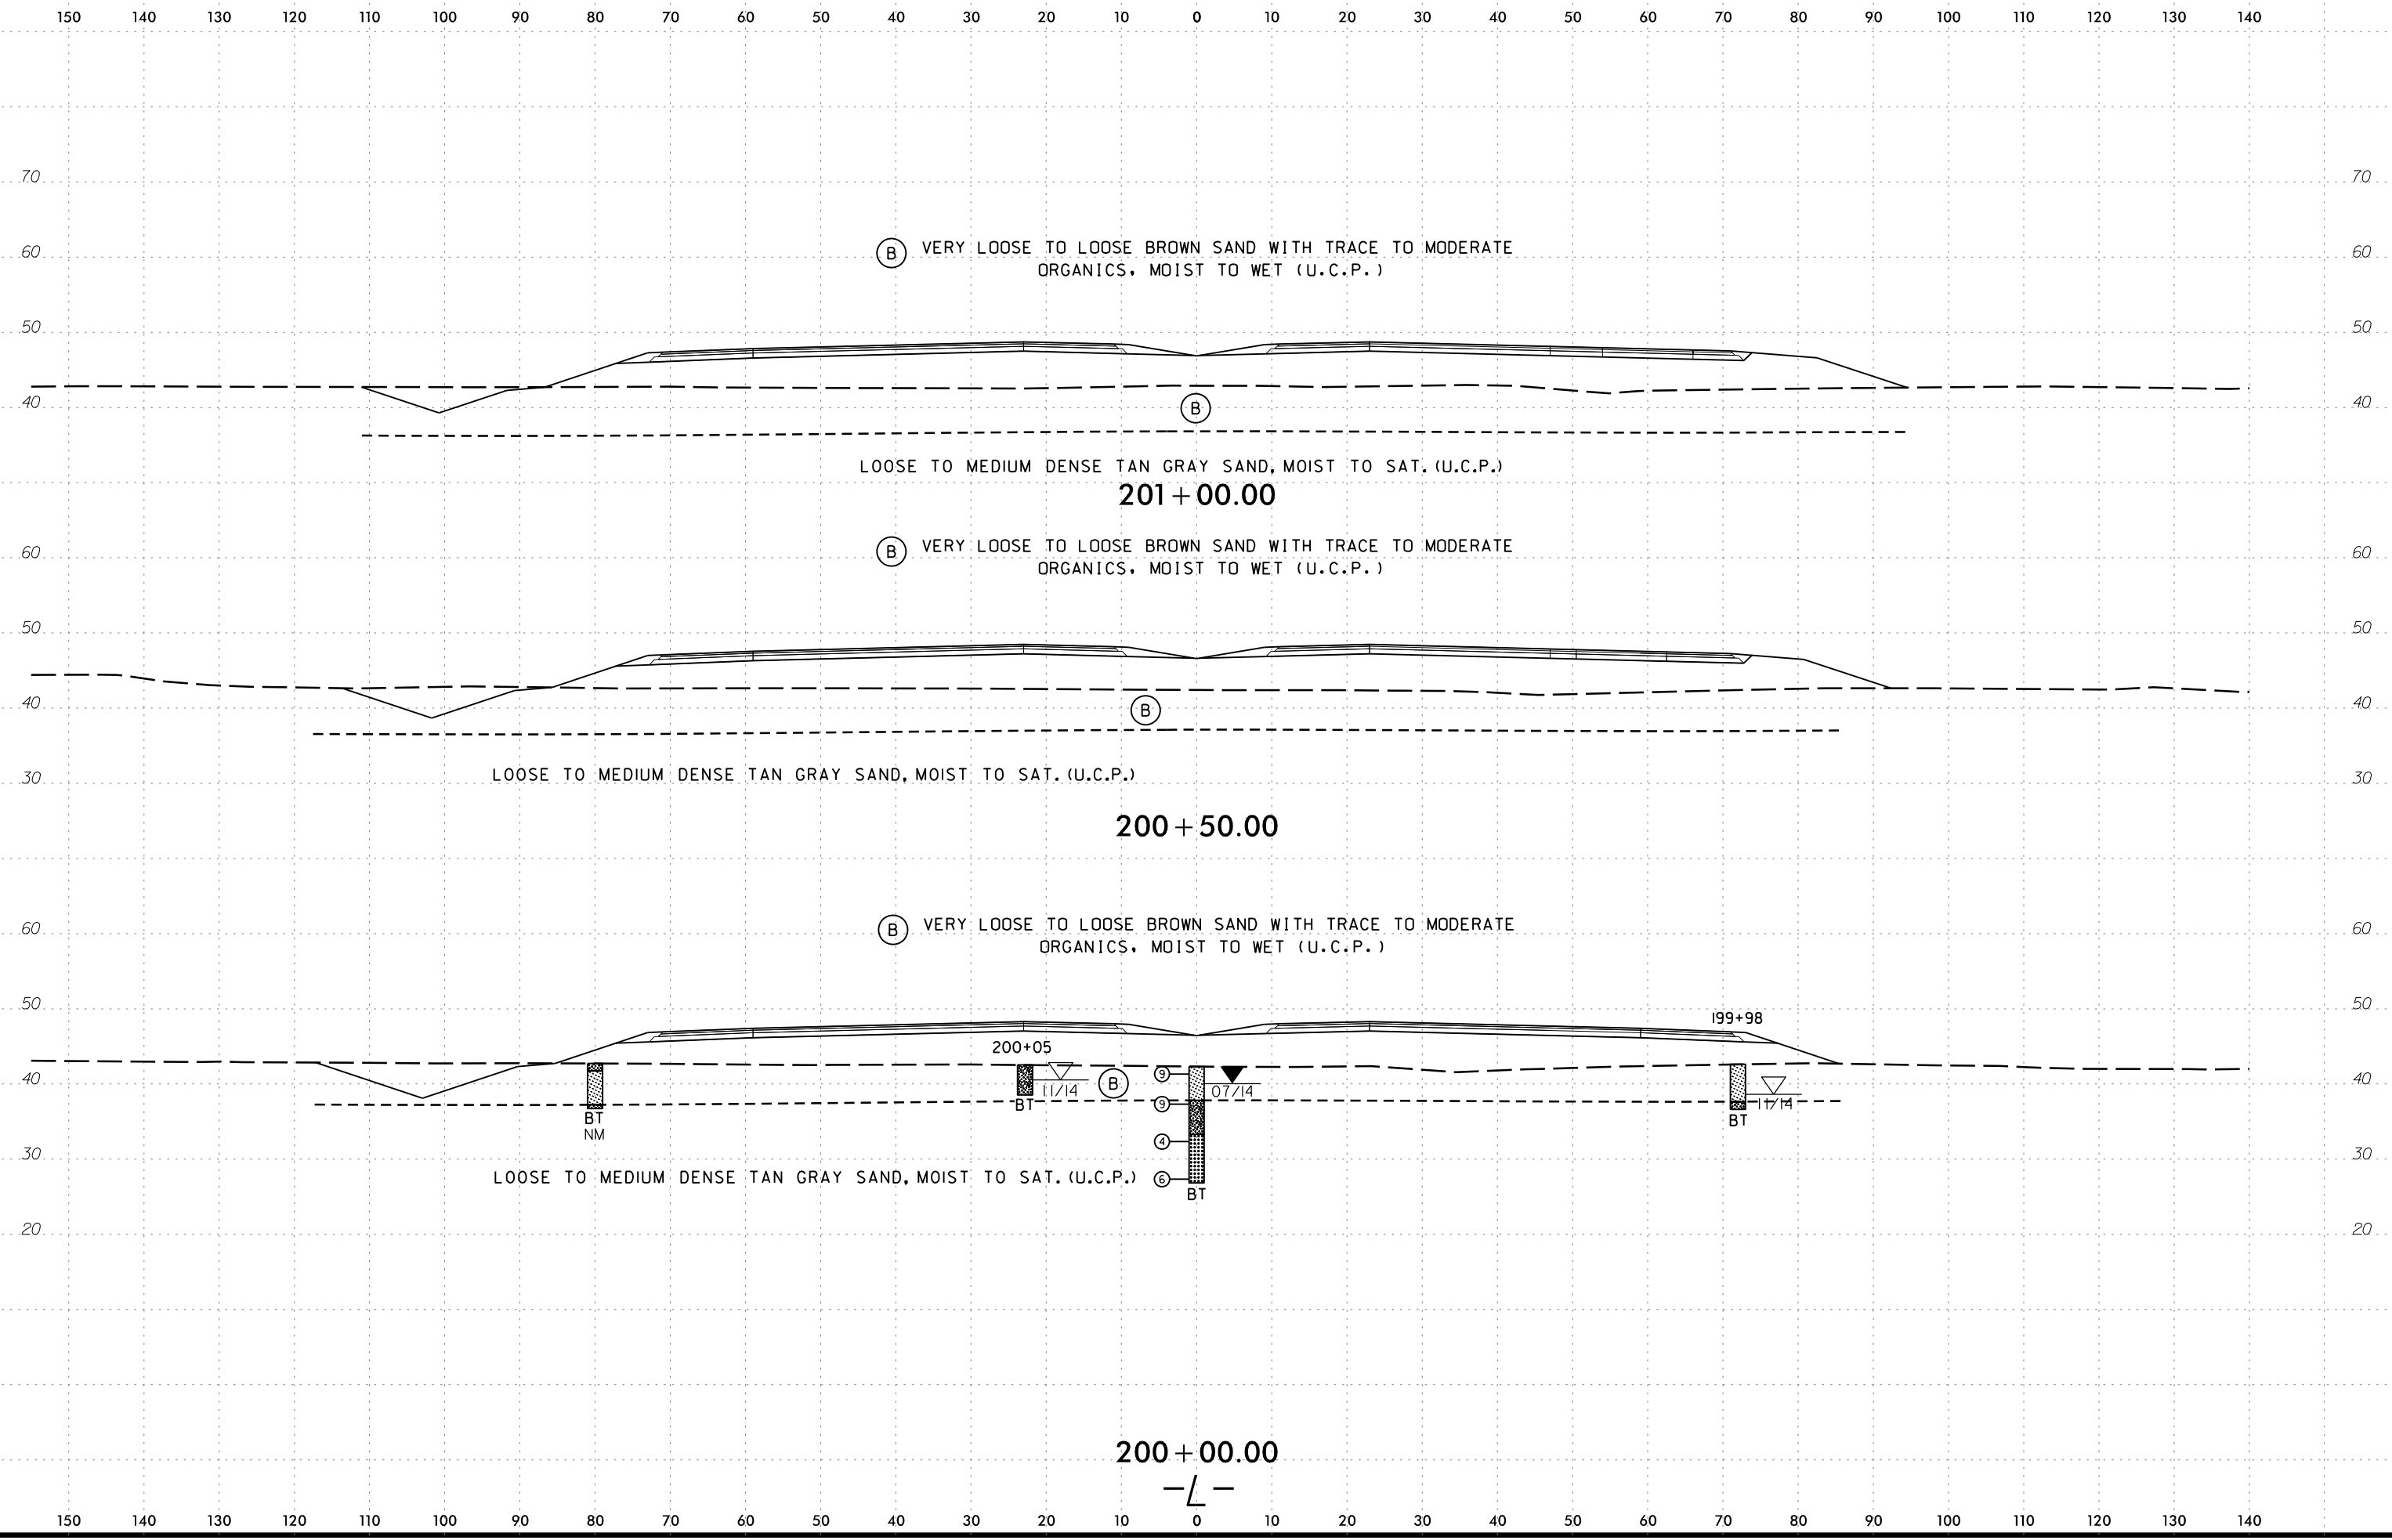 150 140 130 120 110 100 90 80 70 60 50 40 30 20 10 0 10 20 30 40 50 60 70 80 90 100 110 120 130 140
70 70
B VERY LOOSE TO LOOSE BROWN SAND WITH TRACE TO MODERATE
60 60
ORGANICS, MOIST TO WET (U.C.P.)
50 50
40 B 40
LOOSE TO MEDIUM DENSE TAN GRAY SAND, MOIST TO SAT. (U.C.P.)
201+00.00
B VERY LOOSE TO LOOSE BROWN SAND WITH TRACE TO MODERATE
60 60
ORGANICS, MOIST TO WET (U.C.P.)
50 50
40 B 40
30 LOOSE TO MEDIUM DENSE TAN GRAY SAND, MOIST TO SAT. (U.C.P.) 30
200+50.00
B VERY LOOSE TO LOOSE BROWN SAND WITH TRACE TO MODERATE
60 60
ORGANICS, MOIST TO WET (U.C.P.)
50 50
199+98
200+05
9
40 B 40
11/14 07/14
BT 9 11/14
BT BT
NM 4
30 30
LOOSE TO MEDIUM DENSE TAN GRAY SAND, MOIST TO SAT. (U.C.P.) 6
BT
20 20
200+00.00
-L-
150 140 130 120 110 100 90 80 70 60 50 40 30 20 10 0 10 20 30 40 50 60 70 80 90 100 110 120 130 140